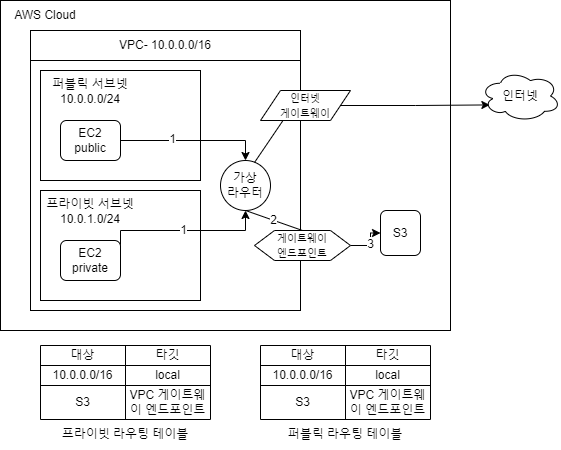 AWS Cloud
VPC- 10.0.0.0/16
퍼블릭 서브넷
10.0.0.0/24
EC2
public
1
프라이빗 서브넷
10.0.1.0/24
EC2
private
1
가상
라우터
인터넷
게이트웨이
인터넷
2
게이트웨이
엔드포인트
3
S3
대상 타깃
10.0.0.0/16 local
S3 VPC 게이트웨
이 엔드포인트
프라이빗 라우팅 테이블
대상 타깃
10.0.0.0/16 local
S3 VPC 게이트웨
이 엔드포인트
퍼블릭 라우팅 테이블